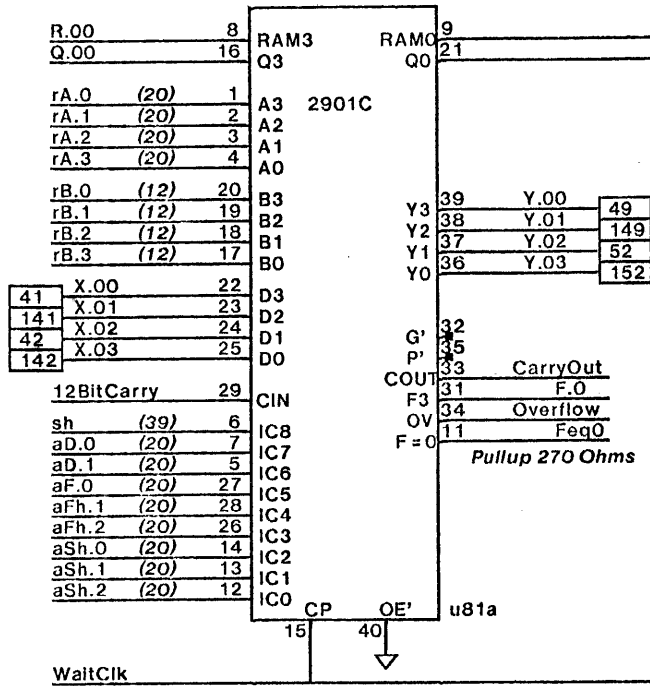 R.00 8 RAM3 RAM0 9
Q.00 16 Q3 Q0 21
rA.0 (20) 1 A3 2901C
rA.1 (20) 2 A2
rA.2 (20) 3 A1
rA.3 (20) 4 A0
rB.0 (12) 20 B3 Y3 39 Y.00 49
rB.1 (12) 19 B2 Y2 38 Y.01 149
rB.2 (12) 18 B1 Y1 37 Y.02 52
rB.3 (12) 17 B0 Y0 36 Y.03 152
41 X.00 22 D3
141 X.01 23 D2
42 X.02 24 D1 G' 32
142 X.03 25 D0 P' 35
COUT 33 CarryOut
12BitCarry 29 CIN F3 31 F.0
sh (39) 6 IC8 OV 34 Overflow
aD.0 (20) 7 IC7 F=0 11 Feq0
aD.1 (20) 5 IC6 Pullup 270 Ohms
aF.0 (20) 27 IC5
aFh.1 (20) 28 IC4
aFh.2 (20) 26 IC3
aSh.0 (20) 14 IC2
aSh.1 (20) 13 IC1
aSh.2 (20) 12 IC0
CP OE' u81a
15 40
WaitClk